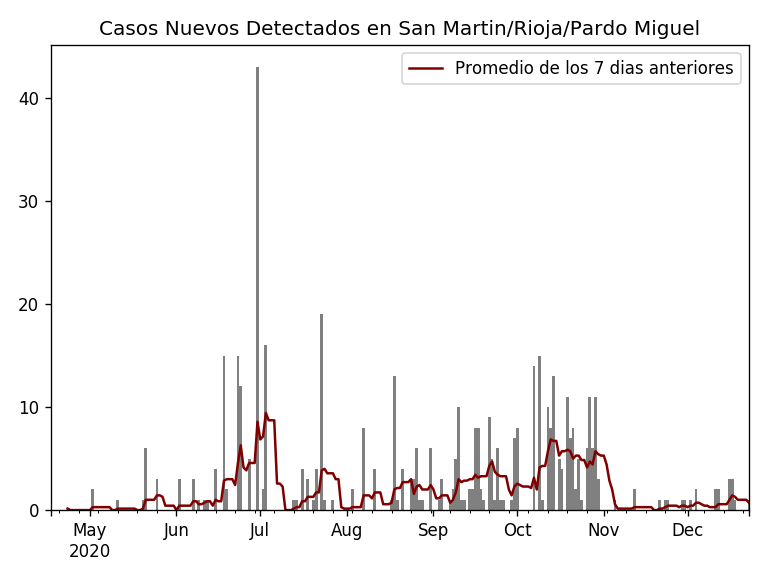 Casos Nuevos Detectados en San Martin/Rioja/Pardo Miguel
Promedio de los 7 dias anteriores
40
30
20
10
0
May Jun Jul Aug Sep Oct Nov Dec
2020